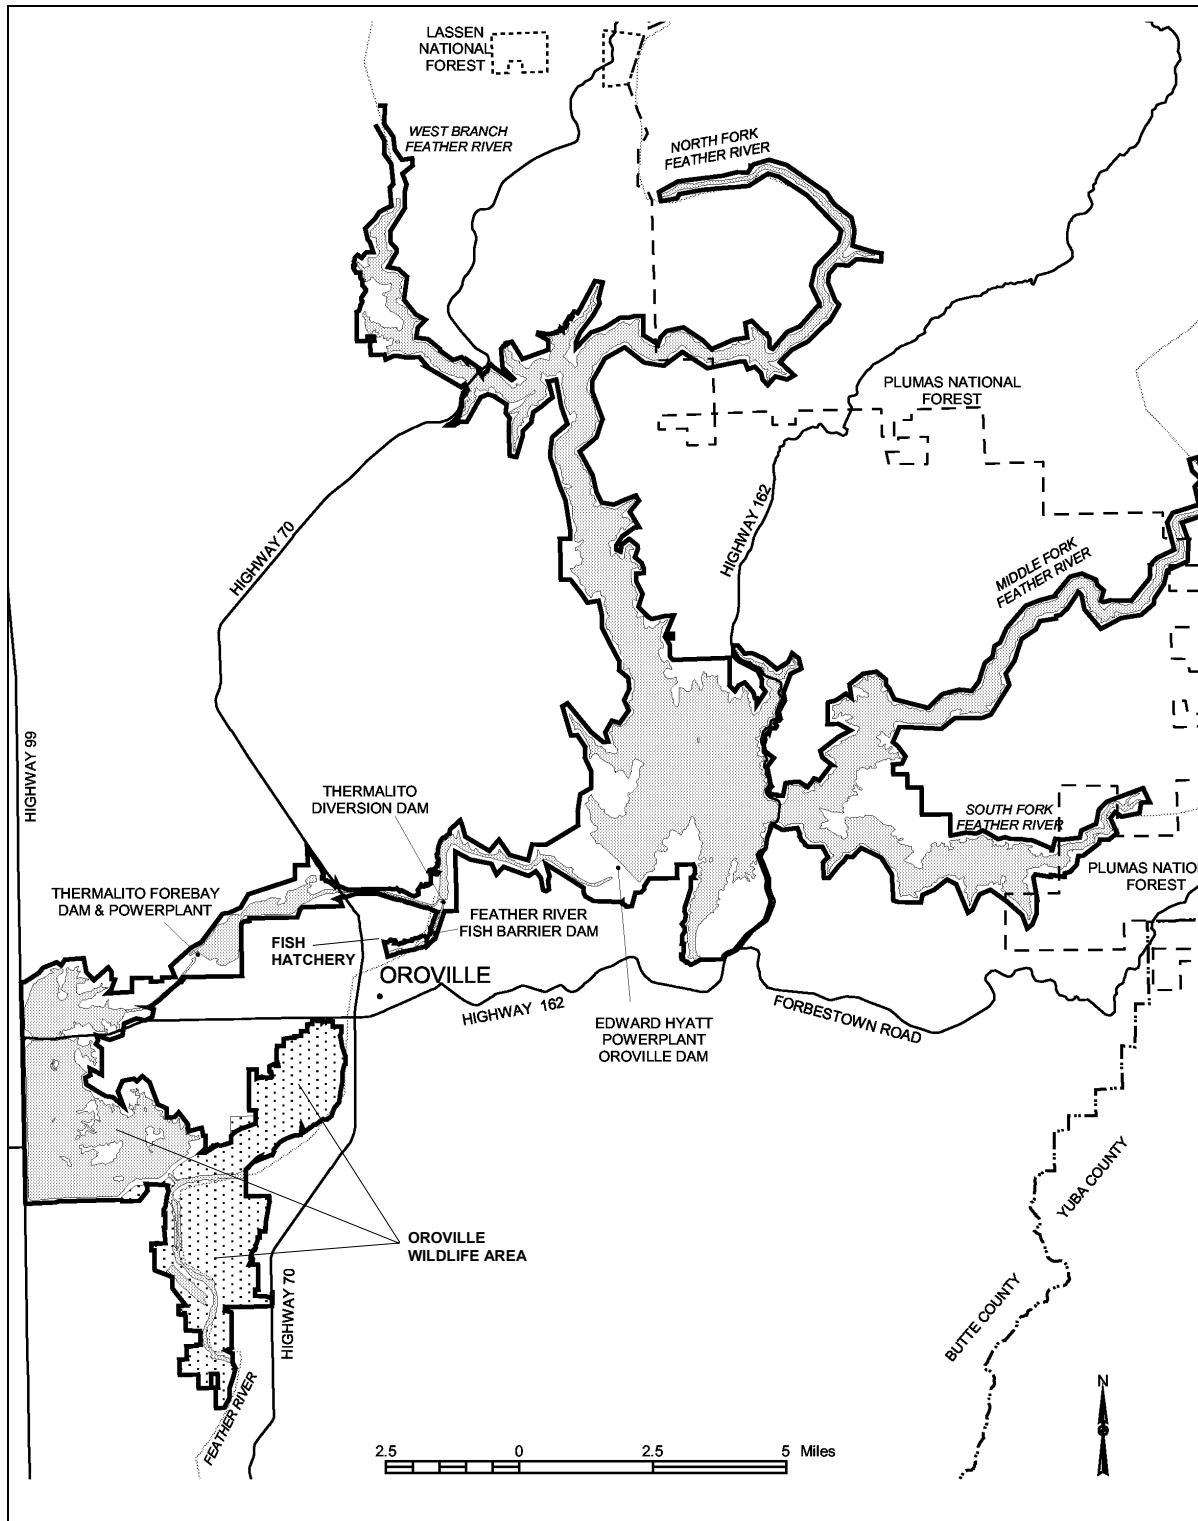 LASSEN
NATIONAL
FOREST
WEST BRANCH
FEATHER RIVER
NORTH FORK
FEATHER RIVER
PLUMAS NATIONAL
FOREST
HIGHWAY 70
HIGHWAY 162
MIDDLE FORK
FEATHER RIVER
HIGHWAY 99
THERMALITO
DIVERSION DAM
SOUTH FORK
FEATHER RIVER
PLUMAS NATIO
FOREST
THERMALITO FOREBAY
DAM & POWERPLANT
FEATHER RIVER
FISH BARRIER DAM
FISH
HATCHERY
OROVILLE
HIGHWAY 162
FORBESTOWN ROAD
EDWARD HYATT
POWERPLANT
OROVILLE DAM
YUBA COUNTY
BUTTE COUNTY
OROVILLE
WILDLIFE AREA
HIGHWAY 70
FEATHER RIVER
N
2.5 0 2.5 5 Miles